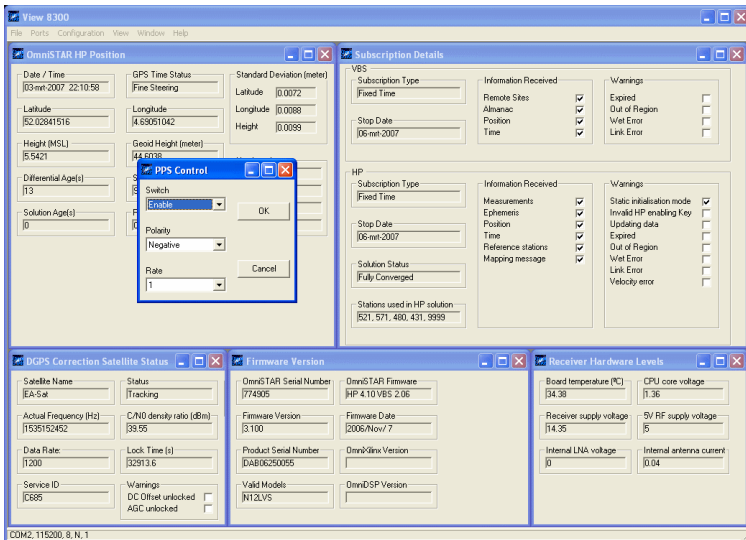 View 8300
File Ports Configuration View Window Help
OmniSTAR HP Position
Date / Time
03-mrt-2007 22:10:58
GPS Time Status
Fine Steering
Standard Deviation (meter)
Latitude 0.0072
Longitude 0.0088
Height 0.0099
Latitude
52.02841516
Longitude
4.69051042
Height (MSL)
5.5421
Geoid Height (meter)
44.6038
Differential Age(s)
13
Solution Age(s)
0
PPS Control
Switch
Enable
OK
Polarity
Negative
Rate
1
Cancel
Subscription Details
VBS
Subscription Type
Fixed Time
Stop Date
06-mrt-2007
Information Received
Remote Sites
Almanac
Position
Time
Warnings
Expired
Out of Region
Wet Error
Link Error
HP
Subscription Type
Fixed Time
Stop Date
06-mrt-2007
Solution Status
Fully Converged
Stations used in HP solution
521, 571, 480, 431, 9999
Information Received
Measurements
Ephemeris
Position
Time
Reference stations
Mapping message
Warnings
Static initialisation mode
Invalid HP enabling Key
Updating data
Expired
Out of Region
Wet Error
Link Error
Velocity error
DGPS Correction Satellite Status
Satellite Name
EA-Sat
Status
Tracking
Actual Frequency (Hz)
1535152452
C/N0 density ratio (dBm)
39.55
Data Rate:
1200
Lock Time (s)
32913.6
Service ID
C685
Warnings
DC Offset unlocked
AGC unlocked
Firmware Version
OmniSTAR Serial Number
774905
OmniSTAR Firmware
HP 4.10 VBS 2.06
Firmware Version
3.100
Firmware Date
2006/Nov/ 7
Product Serial Number
DAB06250055
OmniXilinx Version
Valid Models
N12LVS
OmniDSP Version
Receiver Hardware Levels
Board temperature (ºC)
34.38
CPU core voltage
1.36
Receiver supply voltage
14.35
5V RF supply voltage
5
Internal LNA voltage
0
Internal antenna current
0.04
COM2, 115200, 8, N, 1